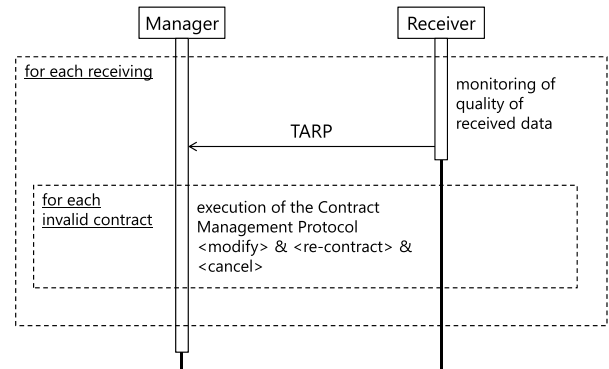 Manager
Receiver
for each receiving
monitoring of
quality of
received data
TARP
for each
invalid contract
execution of the Contract
Management Protocol
<modify> & <re-contract> &
<cancel>